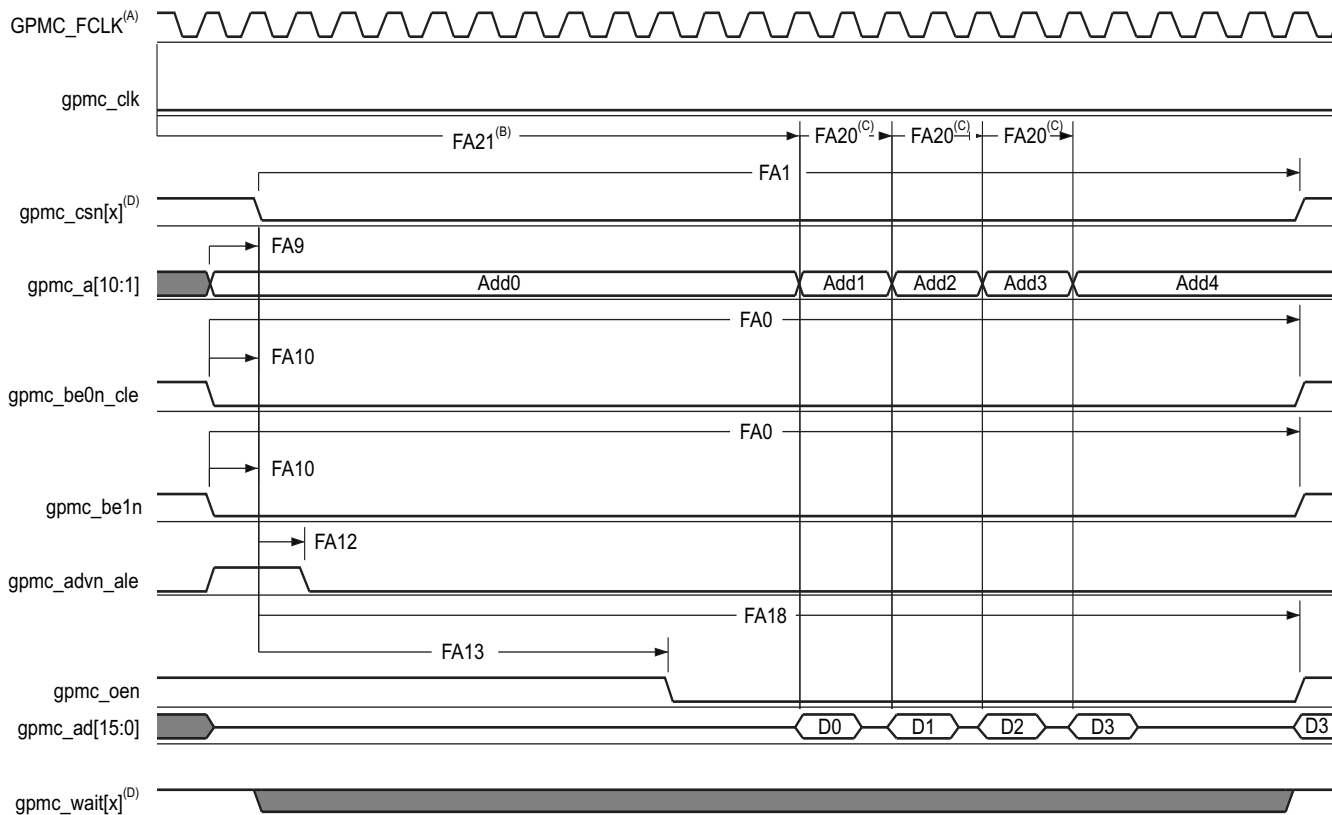 GPMC_FCLK(A)
gpmc_clk
FA21(B) FA20(C) FA20(C) FA20(C)
FA1
gpmc_csn[x](D)
FA9
gpmc_a[10:1] Add0 Add1 Add2 Add3 Add4
FA0
FA10
gpmc_be0n_cle
FA0
FA10
gpmc_be1n
FA12
gpmc_advn_ale
FA18
FA13
gpmc_oen
gpmc_ad[15:0] D0 D1 D2 D3 D3
gpmc_wait[x](D)